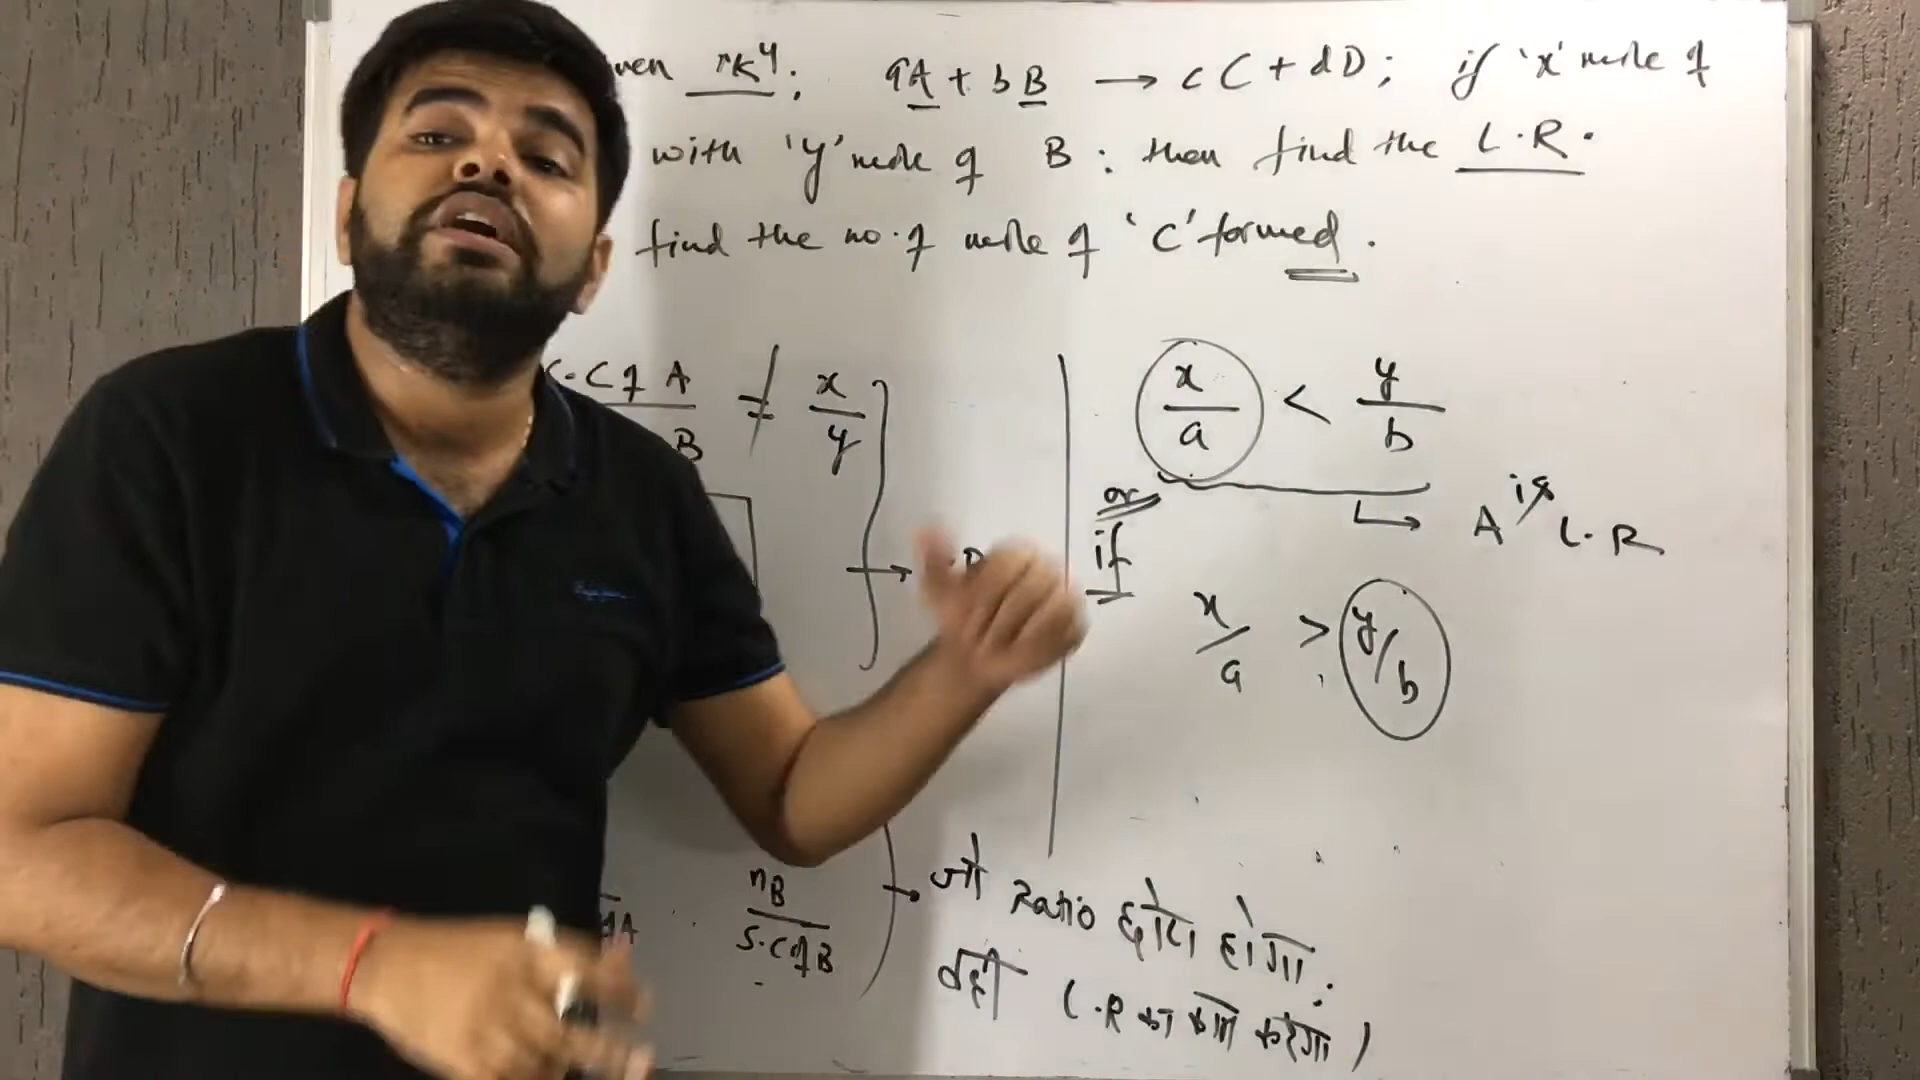 ven rxⁿ; aA + bB → cC + dD; if 'x' mole of
with 'y' mole of B : then find the L.R.
find the no. of mole of 'C' formed.
S.C of A / B ≠ x/y
x/a < y/b
A is L.R
or
if
x/a > y/b
nB / S.C of B
जो Ratio छोटा होगा;
वही L.R का काम करेगा।